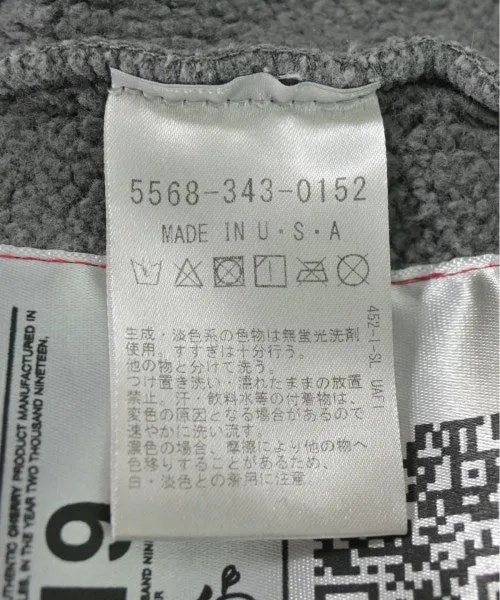 5568-343-0152
MADE IN U・S・A
生成・淡色系の色物は無蛍光洗剤
使用。すすぎは十分行う。
他の物と分けて洗う。
つけ置き洗い・濡れたままの放置
禁止。汗・飲料水等の付着物は、
変色の原因となる場合があるので
速やかに洗い流す。
濃色の場合、摩擦により他の物へ
色移りすることがあるため、
白・淡色との着用に注意
452-I-SL UAFI
AUTHENTIC CHERRY PRODUCT MANUFACTURED IN
LES, IN THE YEAR TWO THOUSAND NINETEEN.
19